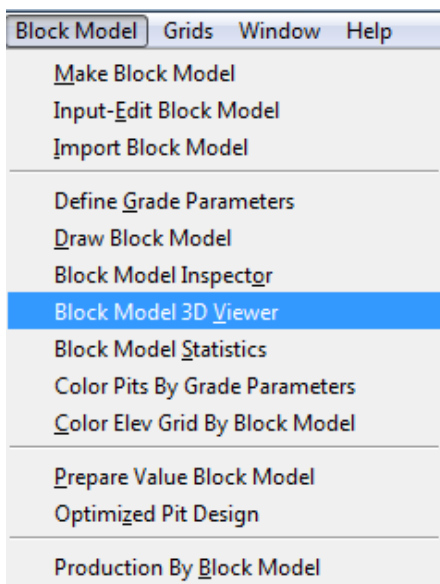 Block Model Grids Window Help
Make Block Model
Input-Edit Block Model
Import Block Model
Define Grade Parameters
Draw Block Model
Block Model Inspector
Block Model 3D Viewer
Block Model Statistics
Color Pits By Grade Parameters
Color Elev Grid By Block Model
Prepare Value Block Model
Optimized Pit Design
Production By Block Model